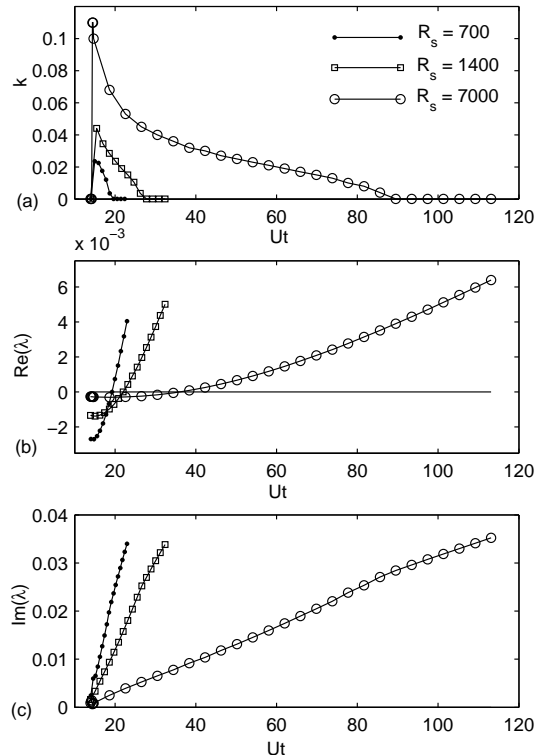 0.1
0.08
0.06
0.04
0.02
0
k
R_s = 700
R_s = 1400
R_s = 7000
20 40 60 80 100 120
(a)
Ut
x 10^-3
6
4
2
0
−2
Re(λ)
20 40 60 80 100 120
(b)
Ut
0.04
0.03
0.02
0.01
0
Im(λ)
20 40 60 80 100 120
(c)
Ut